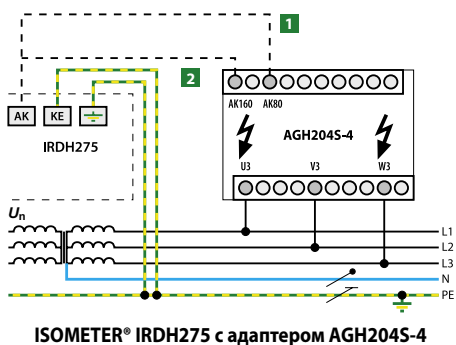 1
2
AK160 AK80
AK KE
IRDH275
AGH204S-4
U3 V3 W3
Un
L1
L2
L3
N
PE
ISOMETER® IRDH275 с адаптером AGH204S-4